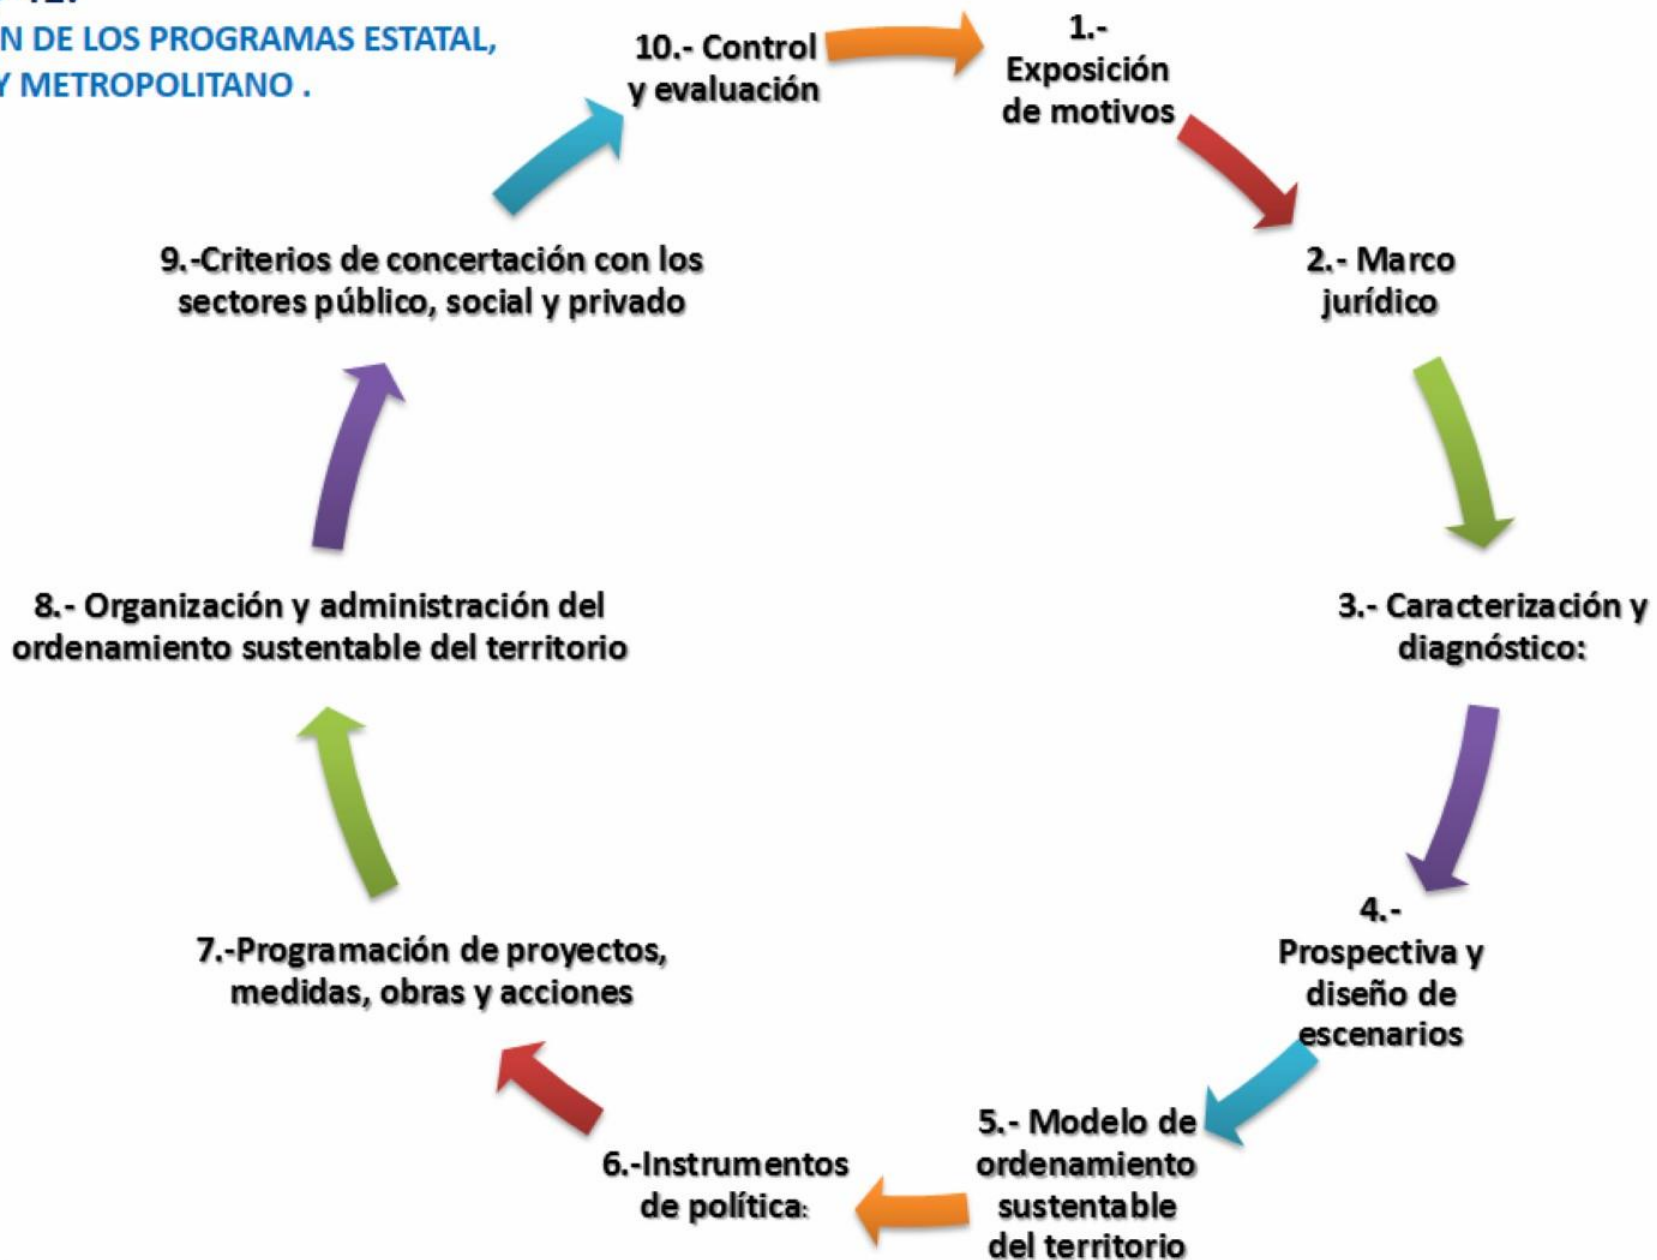 N DE LOS PROGRAMAS ESTATAL,
Y METROPOLITANO .
1.-
Exposición
de motivos
2.- Marco
jurídico
3.- Caracterización y
diagnóstico:
4.-
Prospectiva y
diseño de
escenarios
5.- Modelo de
ordenamiento
sustentable
del territorio
6.-Instrumentos
de política:
7.-Programación de proyectos,
medidas, obras y acciones
8.- Organización y administración del
ordenamiento sustentable del territorio
9.-Criterios de concertación con los
sectores público, social y privado
10.- Control
y evaluación